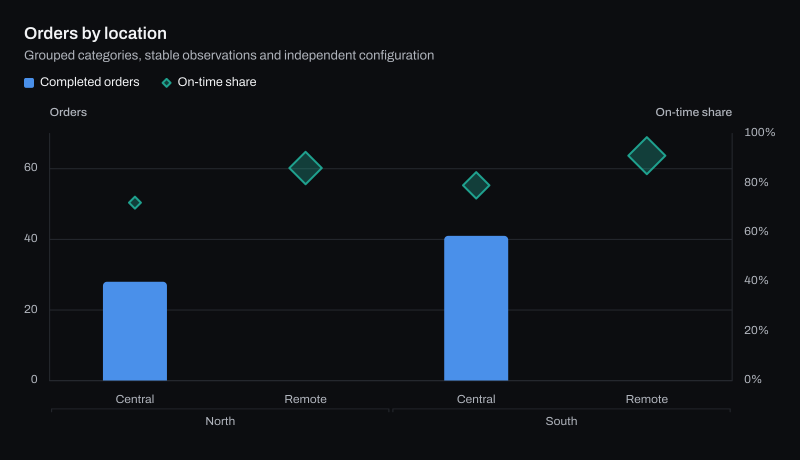 Orders by location
Grouped categories, stable observations and independent configuration
Completed orders On-time share
Orders On-time share
100%
60
80%
40
60%
40%
20
20%
0 0%
Central Remote Central Remote
North South